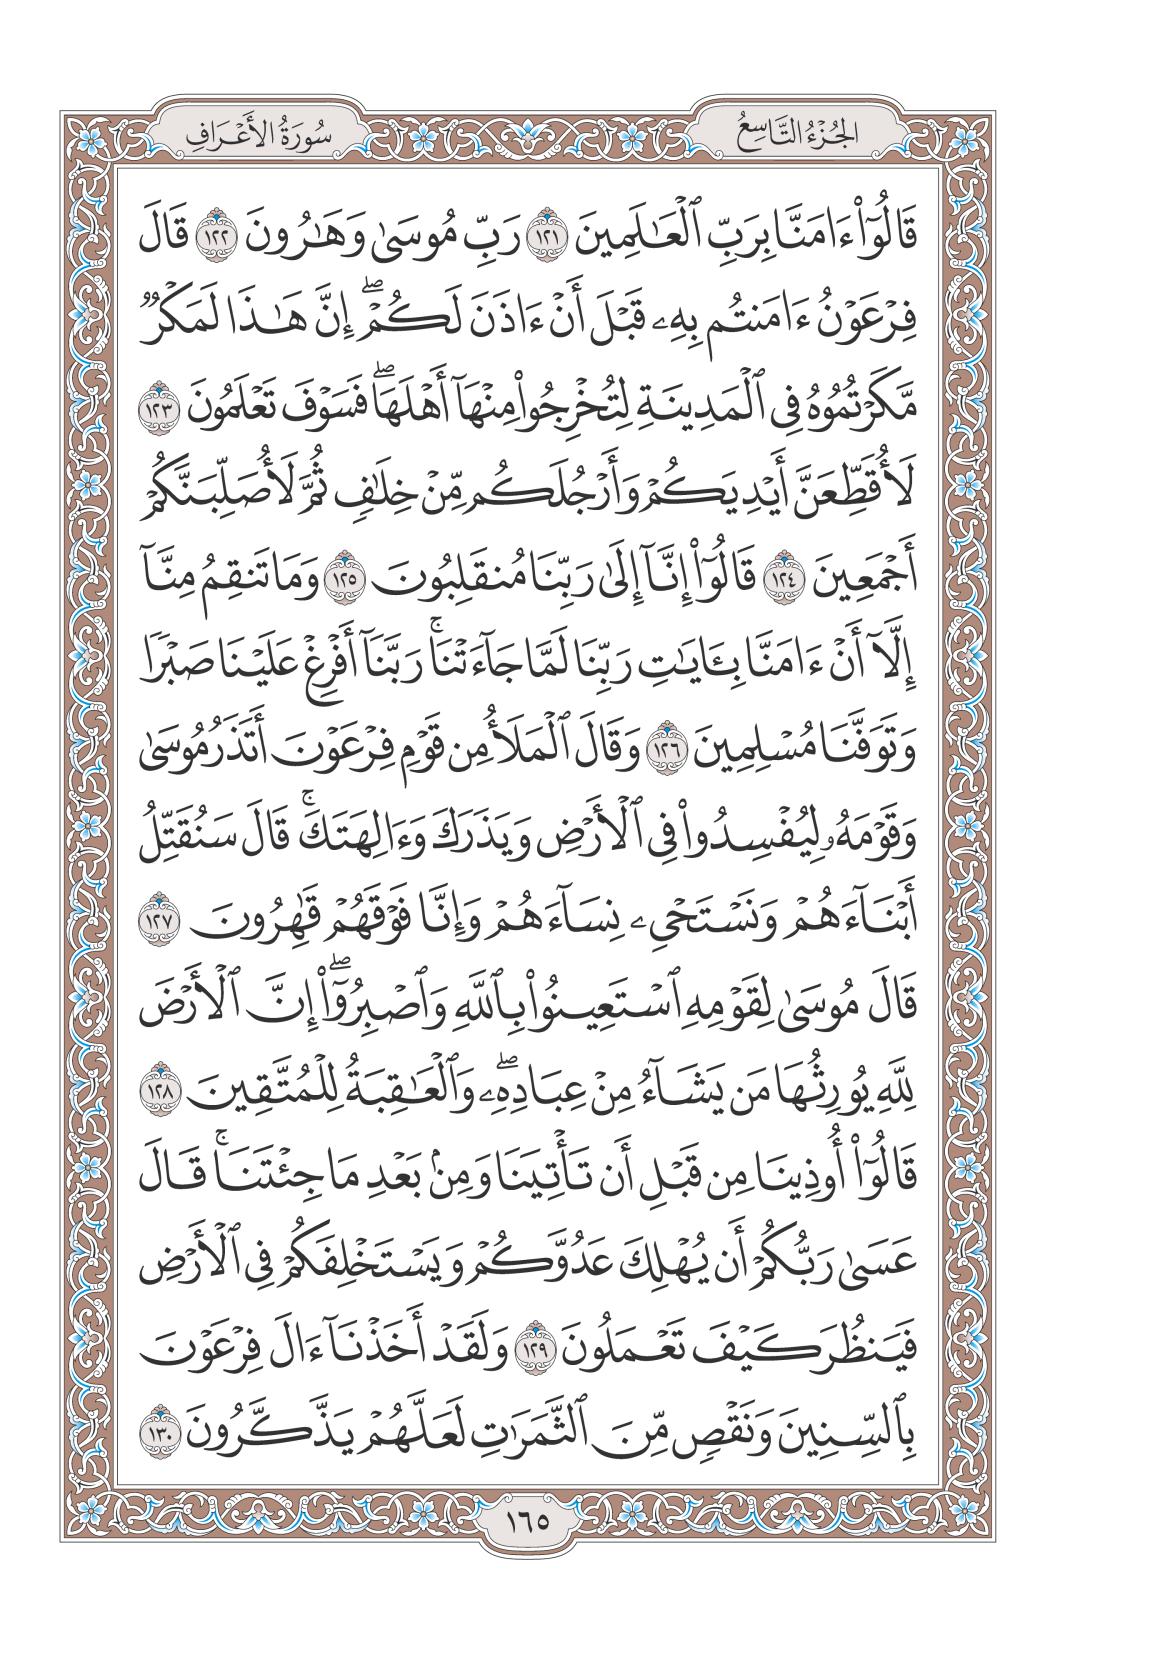 الجُزْءُ التَّاسِعُ
سُورَةُ الأَعْرَافِ
قَالُوٓاْ ءَامَنَّا بِرَبِّ ٱلْعَٰلَمِينَ ١٢١ رَبِّ مُوسَىٰ وَهَٰرُونَ ١٢٢ قَالَ
فِرْعَوْنُ ءَامَنتُم بِهِۦ قَبْلَ أَنْ ءَاذَنَ لَكُمْۖ إِنَّ هَٰذَا لَمَكْرٌ
مَّكَرْتُمُوهُ فِى ٱلْمَدِينَةِ لِتُخْرِجُواْ مِنْهَآ أَهْلَهَاۖ فَسَوْفَ تَعْلَمُونَ ١٢٣
لَأُقَطِّعَنَّ أَيْدِيَكُمْ وَأَرْجُلَكُم مِّنْ خِلَٰفٍ ثُمَّ لَأُصَلِّبَنَّكُمْ
أَجْمَعِينَ ١٢٤ قَالُوٓاْ إِنَّآ إِلَىٰ رَبِّنَا مُنقَلِبُونَ ١٢٥ وَمَا تَنقِمُ مِنَّآ
إِلَّآ أَنْ ءَامَنَّا بِـَٔايَٰتِ رَبِّنَا لَمَّا جَآءَتْنَاۚ رَبَّنَآ أَفْرِغْ عَلَيْنَا صَبْرًا
وَتَوَفَّنَا مُسْلِمِينَ ١٢٦ وَقَالَ ٱلْمَلَأُ مِن قَوْمِ فِرْعَوْنَ أَتَذَرُ مُوسَىٰ
وَقَوْمَهُۥ لِيُفْسِدُواْ فِى ٱلْأَرْضِ وَيَذَرَكَ وَءَالِهَتَكَۚ قَالَ سَنُقَتِّلُ
أَبْنَآءَهُمْ وَنَسْتَحْىِۦ نِسَآءَهُمْ وَإِنَّا فَوْقَهُمْ قَٰهِرُونَ ١٢٧
قَالَ مُوسَىٰ لِقَوْمِهِ ٱسْتَعِينُواْ بِٱللَّهِ وَٱصْبِرُوٓاْۖ إِنَّ ٱلْأَرْضَ
لِلَّهِ يُورِثُهَا مَن يَشَآءُ مِنْ عِبَادِهِۦۖ وَٱلْعَٰقِبَةُ لِلْمُتَّقِينَ ١٢٨
قَالُوٓاْ أُوذِينَا مِن قَبْلِ أَن تَأْتِيَنَا وَمِنۢ بَعْدِ مَا جِئْتَنَاۚ قَالَ
عَسَىٰ رَبُّكُمْ أَن يُهْلِكَ عَدُوَّكُمْ وَيَسْتَخْلِفَكُمْ فِى ٱلْأَرْضِ
فَيَنظُرَ كَيْفَ تَعْمَلُونَ ١٢٩ وَلَقَدْ أَخَذْنَآ ءَالَ فِرْعَوْنَ
بِٱلسِّنِينَ وَنَقْصٍ مِّنَ ٱلثَّمَرَٰتِ لَعَلَّهُمْ يَذَّكَّرُونَ ١٣٠
١٦٥